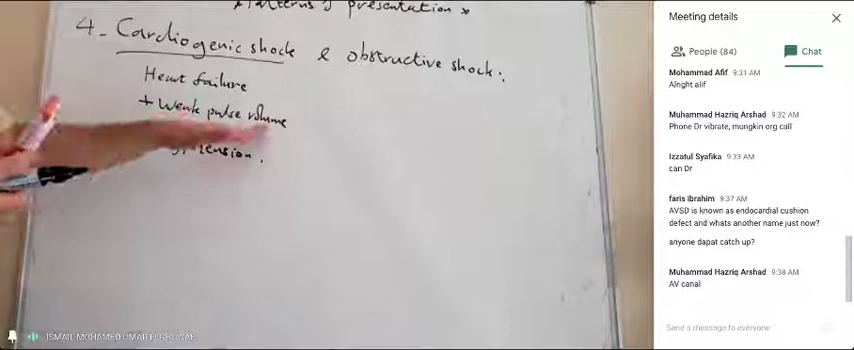 Patterns of presentation
4- Cardiogenic shock & obstructive shock:
Heart failure
+ Weak pulse volume
Meeting details
People (84)
Chat
Mohammad Afif 9:31 AM
Alright alif
Muhammad Hazriq Arshad 9:32 AM
Phone Dr vibrate, mungkin org call
Izzatul Syafika 9:33 AM
can Dr
faris ibrahim 9:37 AM
AVSD is known as endocardial cushion
defect and whats another name just now?
anyone dapat catch up?
Muhammad Hazriq Arshad 9:38 AM
AV canal
Send a message to everyone